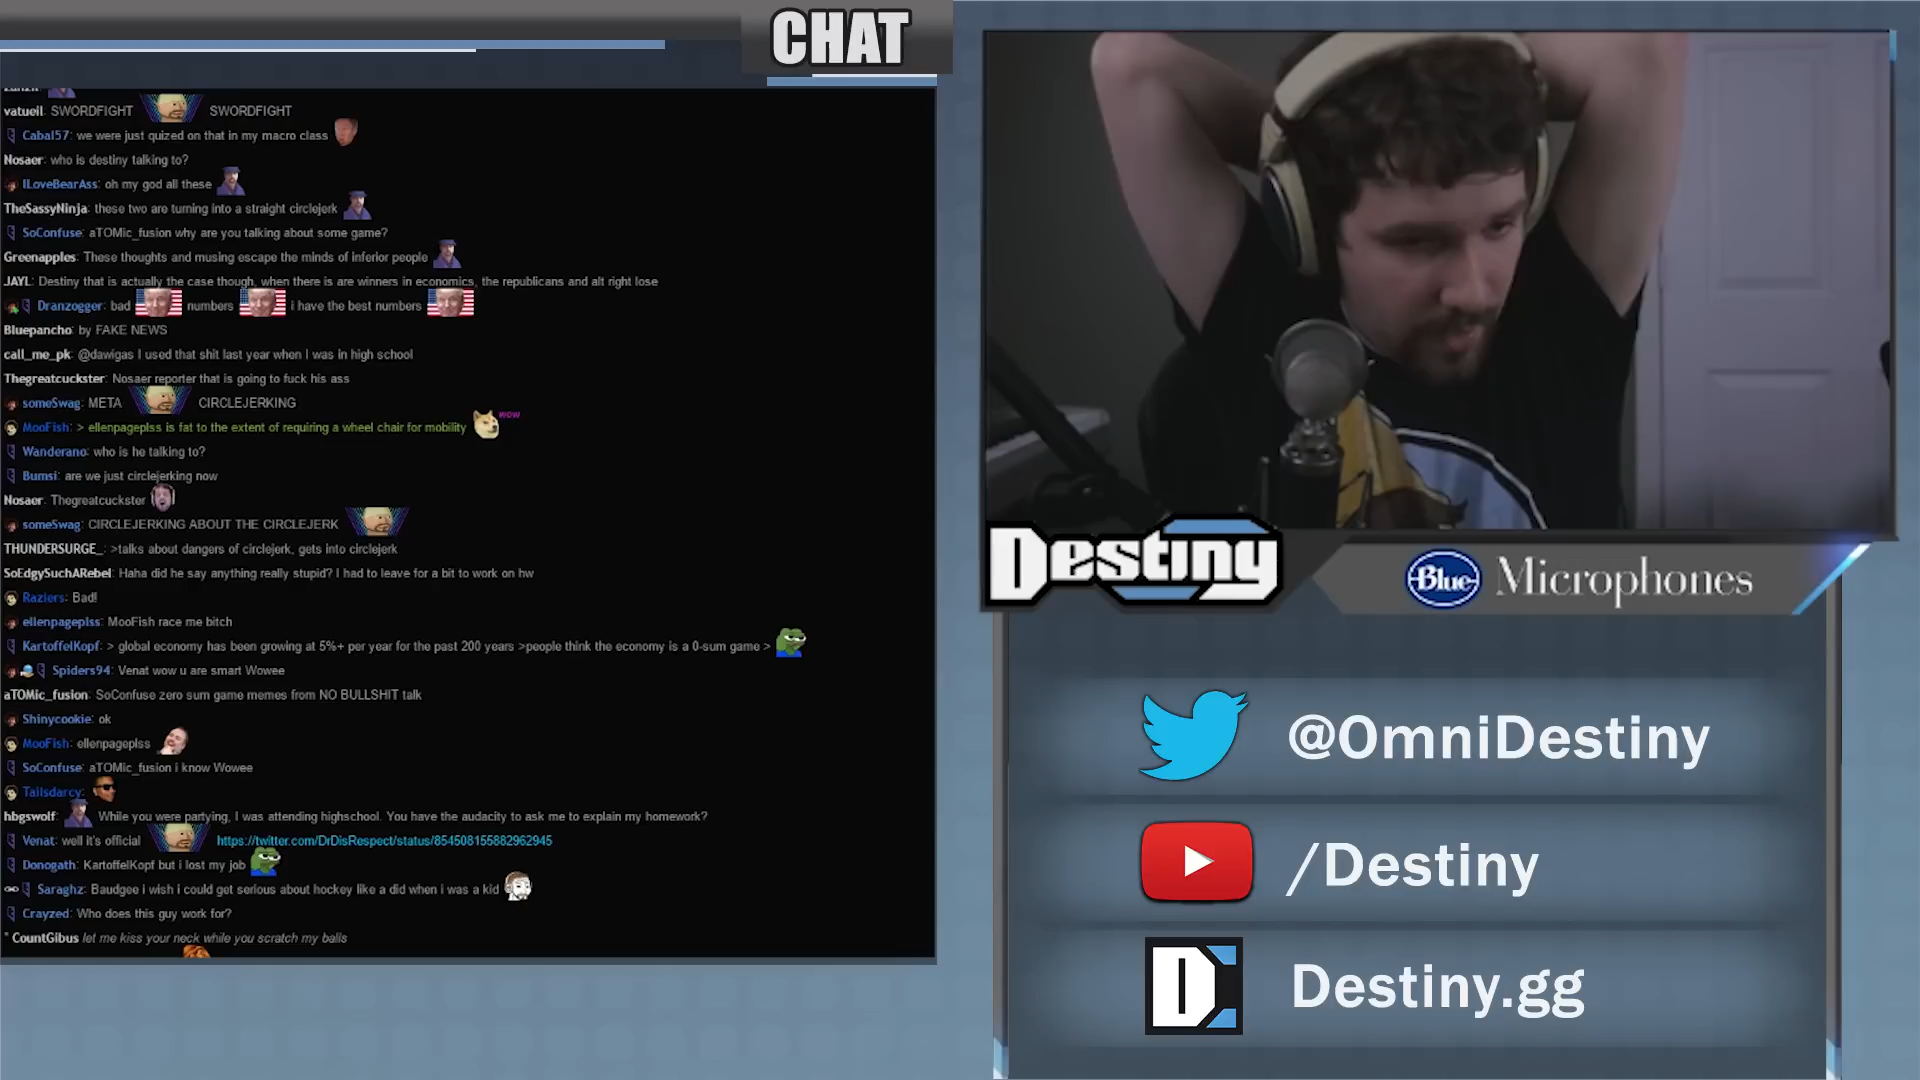 CHAT
vatueil: SWORDFIGHT SWORDFIGHT
Cabal57: we were just quized on that in my macro class
Nosaer: who is destiny talking to?
ILoveBearAss: oh my god all these
TheSassyNinja: these two are turning into a straight circlejerk
SoConfuse: aTOMic_fusion why are you talking about some game?
Greenapples: These thoughts and musing escape the minds of inferior people
JAYL: Destiny that is actually the case though, when there is are winners in economics, the republicans and alt right lose
Dranzogger: bad numbers i have the best numbers
Bluepancho: by FAKE NEWS
call_me_pk: @dawigas I used that shit last year when I was in high school
Thegreatcuckster: Nosaer reporter that is going to fuck his ass
someSwag: META CIRCLEJERKING
MooFish: > ellenpageplss is fat to the extent of requiring a wheel chair for mobility wow
Wanderano: who is he talking to?
Bumsi: are we just circlejerking now
Nosaer: Thegreatcuckster
someSwag: CIRCLEJERKING ABOUT THE CIRCLEJERK
THUNDERSURGE_: >talks about dangers of circlejerk, gets into circlejerk
SoEdgySuchARebel: Haha did he say anything really stupid? I had to leave for a bit to work on hw
Raziers: Bad!
ellenpageplss: MooFish race me bitch
KartoffelKopf: > global economy has been growing at 5%+ per year for the past 200 years >people think the economy is a 0-sum game >
Spiders94: Venat wow u are smart Wowee
aTOMic_fusion: SoConfuse zero sum game memes from NO BULLSHIT talk
Shinycookie: ok
MooFish: ellenpageplss
SoConfuse: aTOMic_fusion i know Wowee
Tailsdarcy:
hbgswolf: While you were partying, I was attending highschool. You have the audacity to ask me to explain my homework?
Venat: well it's official https://twitter.com/DrDisRespect/status/854508155882962945
Donogath: KartoffelKopf but i lost my job
Saraghz: Baudgee i wish i could get serious about hockey like a did when i was a kid
Crayzed: Who does this guy work for?
* CountGibus let me kiss your neck while you scratch my balls
Destiny
Blue Microphones
@OmniDestiny
/Destiny
D Destiny.gg